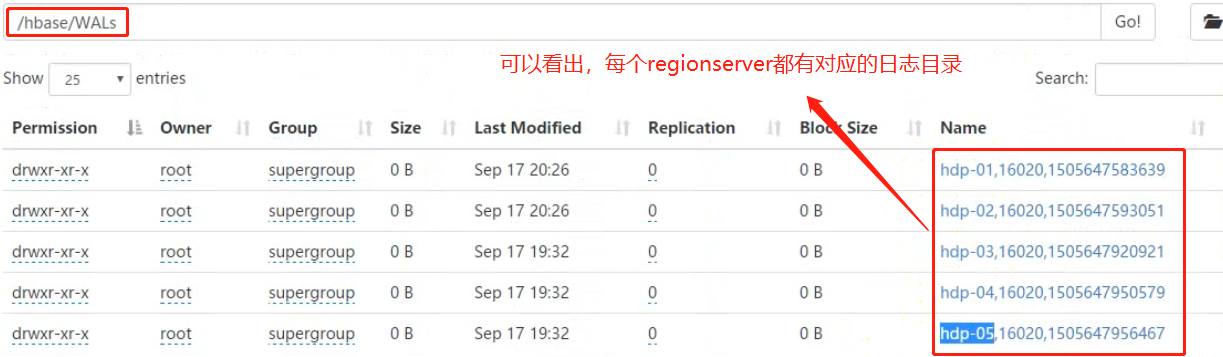 /hbase/WALs Go!
可以看出，每个regionserver都有对应的日志目录
Show 25 entries Search:
Permission Owner Group Size Last Modified Replication Block Size Name
drwxr-xr-x root supergroup 0 B Sep 17 20:26 0 0 B hdp-01,16020,1505647583639
drwxr-xr-x root supergroup 0 B Sep 17 20:26 0 0 B hdp-02,16020,1505647593051
drwxr-xr-x root supergroup 0 B Sep 17 19:32 0 0 B hdp-03,16020,1505647920921
drwxr-xr-x root supergroup 0 B Sep 17 19:32 0 0 B hdp-04,16020,1505647950579
drwxr-xr-x root supergroup 0 B Sep 17 19:32 0 0 B hdp-05,16020,1505647956467